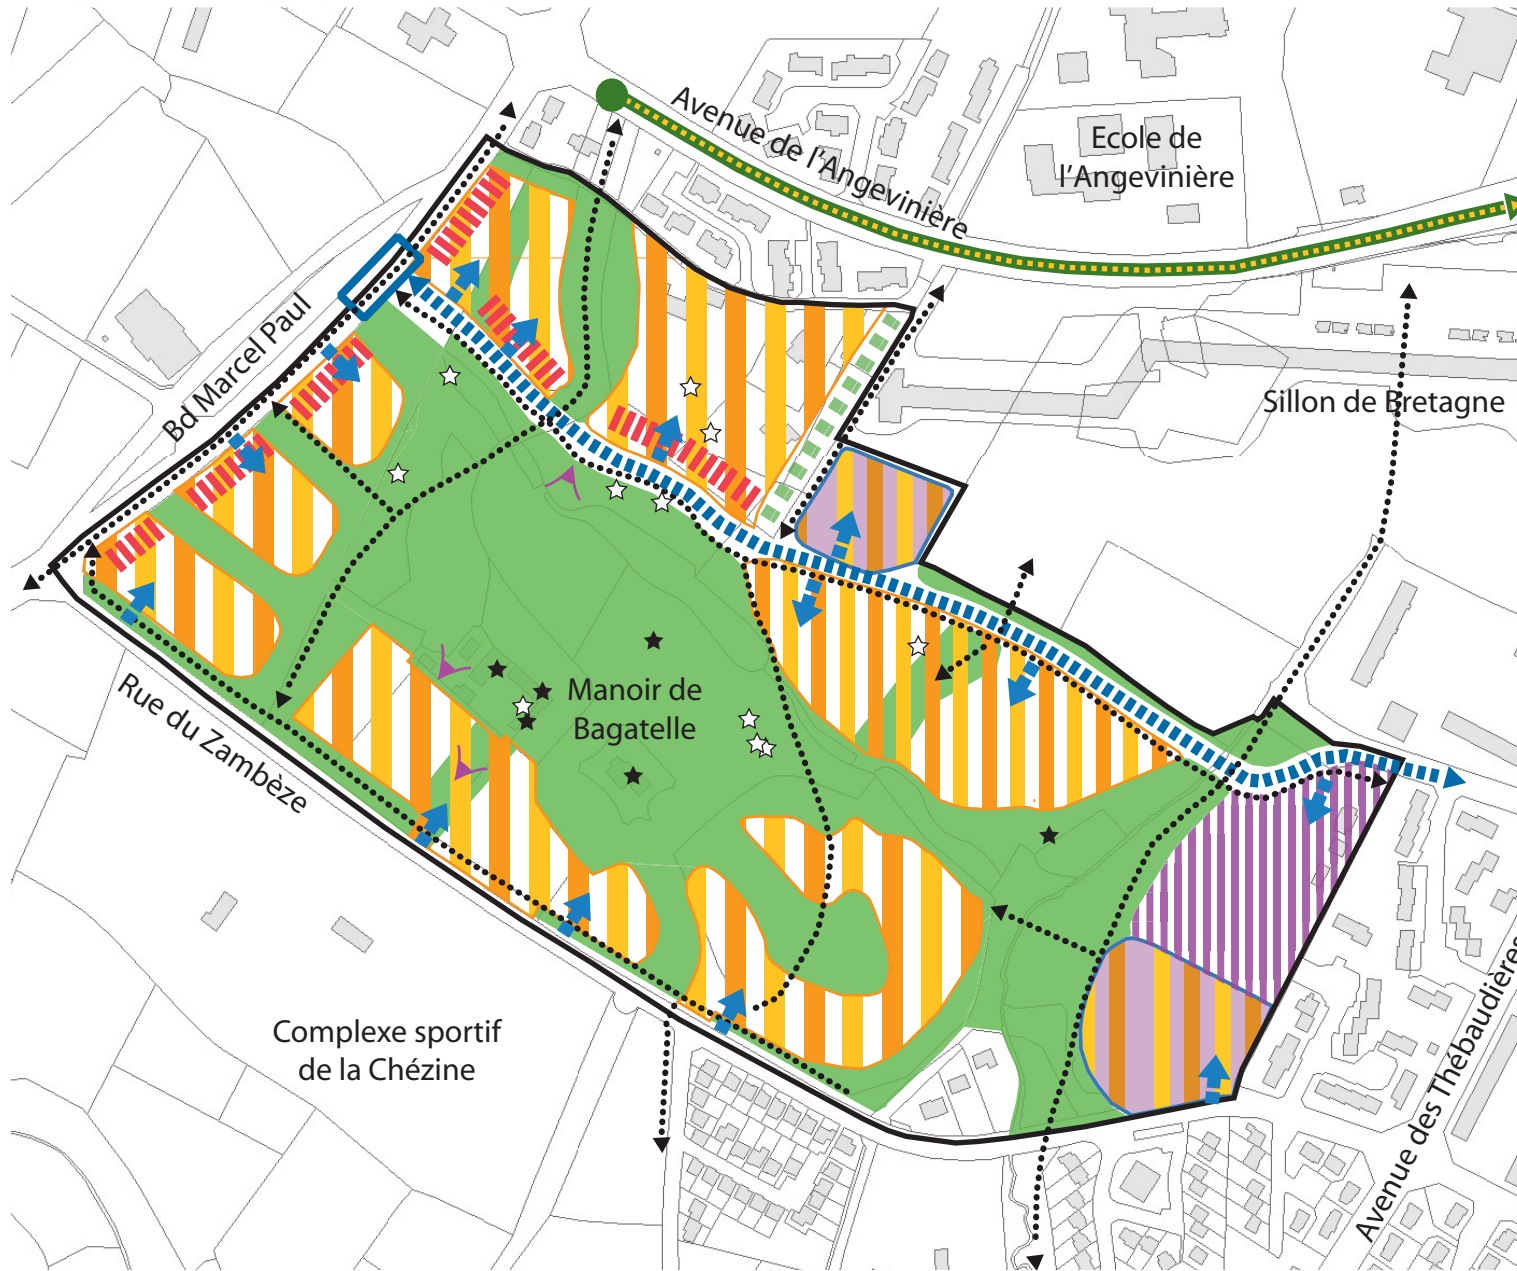 Avenue de l'Angevinière
Ecole de
l'Angevinière
Bd Marcel Paul
Sillon de Bretagne
Manoir de
Bagatelle
Rue du Zambèze
Complexe sportif
de la Chézine
Avenue des Thébaudières